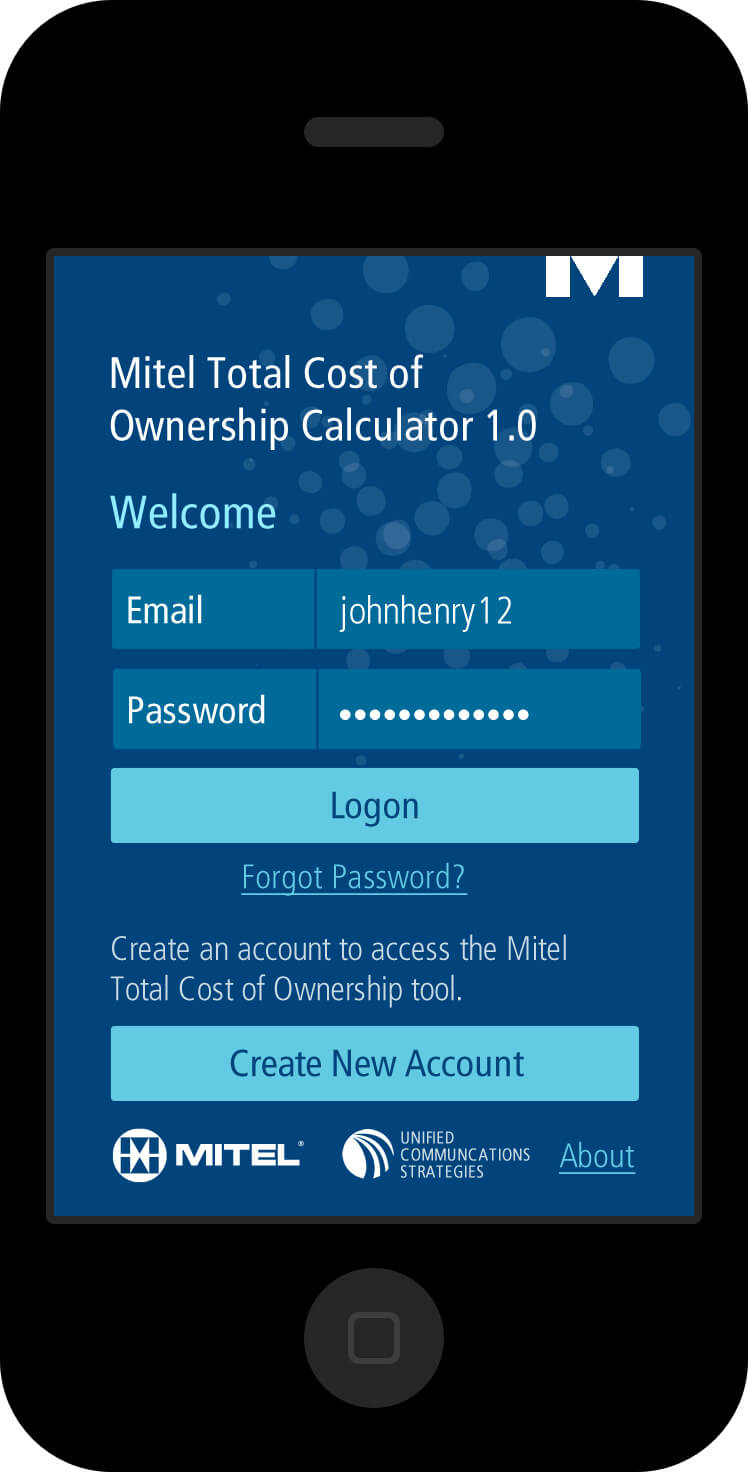 M
Mitel Total Cost of
Ownership Calculator 1.0
Welcome
Email johnhenry12
Password •••••••••••••
Logon
Forgot Password?
Create an account to access the Mitel
Total Cost of Ownership tool.
Create New Account
MITEL®
UNIFIED
COMMUNCATIONS
STRATEGIES
About